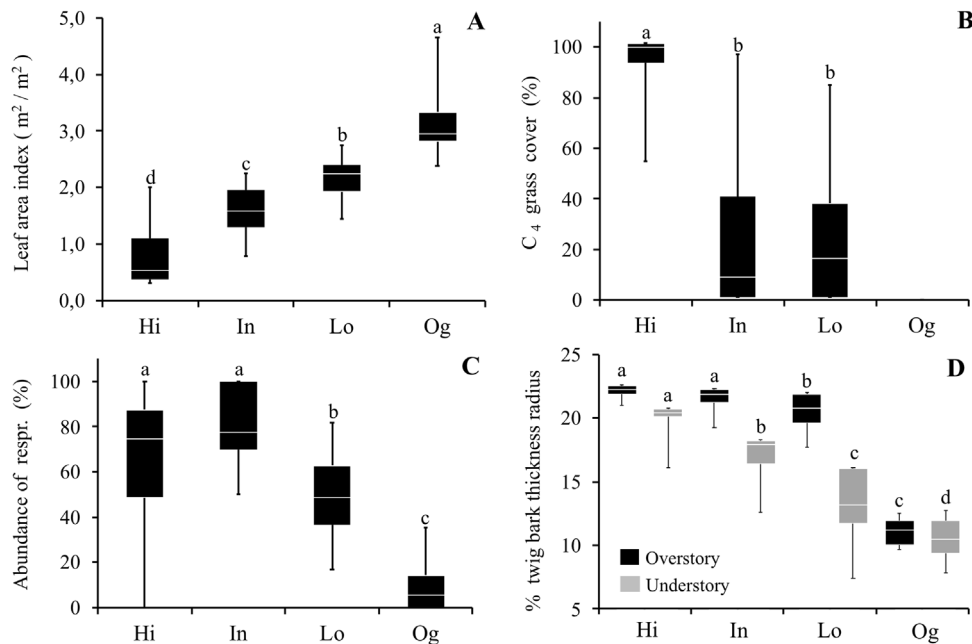 A
Leaf area index ( m² / m²)
5,0
4,0
3,0
2,0
1,0
0,0
d
c
b
a
Hi In Lo Og
B
C₄ grass cover (%)
100
80
60
40
20
0
a
b
b
Hi In Lo Og
C
Abundance of respr. (%)
100
80
60
40
20
0
a
a
b
c
Hi In Lo Og
D
% twig bark thickness radius
25
20
15
10
5
a
a
a
b
b
c
c
d
Overstory
Understory
Hi In Lo Og